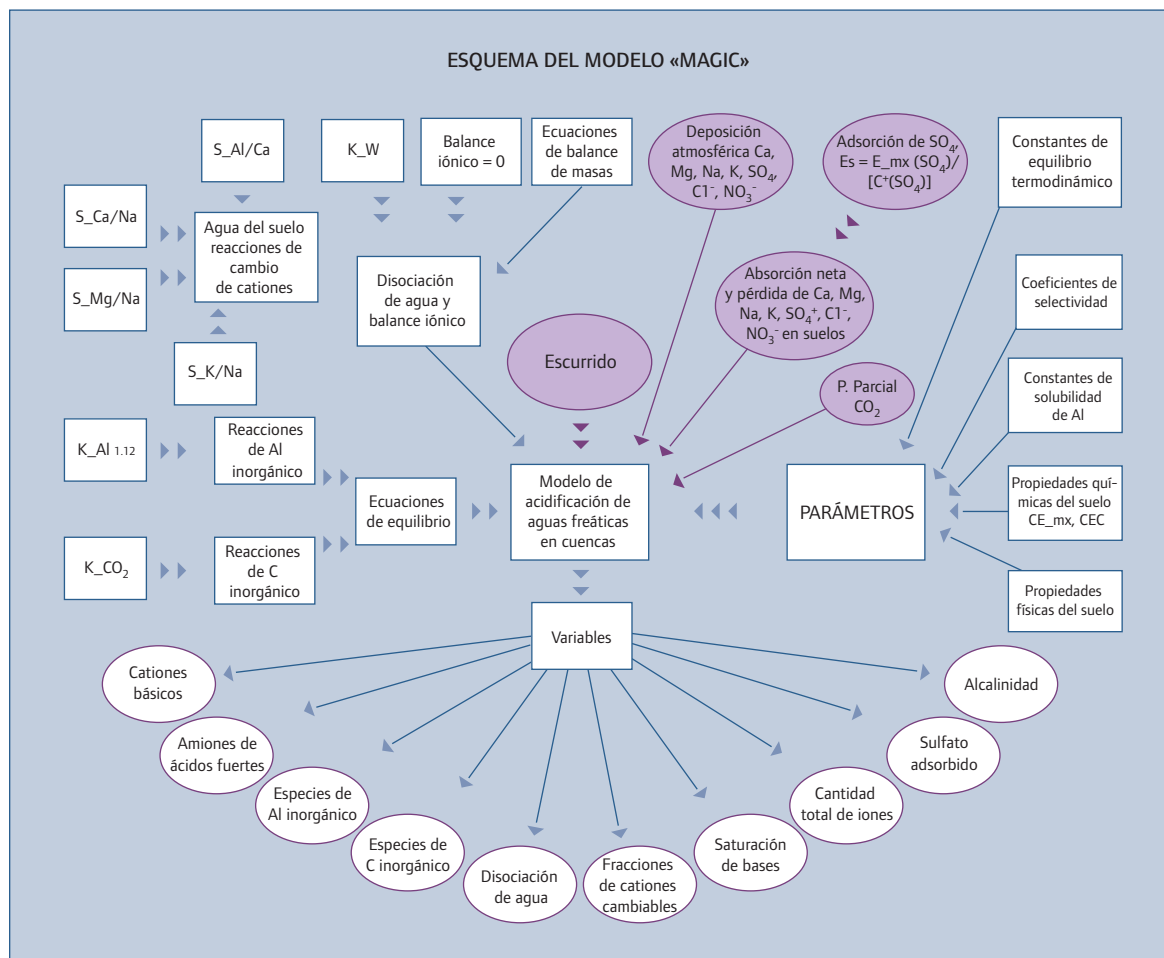 ESQUEMA DEL MODELO «MAGIC»
S_Al/Ca
K_W
Balance
iónico = 0
Ecuaciones
de balance
de masas
Deposición
atmosférica Ca,
Mg, Na, K, SO₄,
C1⁻, NO₃⁻
Adsorción de SO₄,
Es = E_mx (SO₄)/
[C⁺(SO₄)]
Constantes de
equilibrio
termodinámico
S_Ca/Na
S_Mg/Na
Agua del suelo
reacciones de
cambio
de cationes
S_K/Na
Disociación
de agua y
balance iónico
Escurrido
Absorción neta
y pérdida de Ca, Mg,
Na, K, SO₄⁺, C1⁻,
NO₃⁻ en suelos
P. Parcial
CO₂
Coeficientes de
selectividad
Constantes de
solubilidad
de Al
K_Al 1.12
Reacciones
de Al
inorgánico
K_CO₂
Reacciones
de C
inorgánico
Ecuaciones
de equilibrio
Modelo de
acidificación de
aguas freáticas
en cuencas
PARÁMETROS
Propiedades quí-
micas del suelo
CE_mx, CEC
Propiedades
físicas del suelo
Variables
Cationes
básicos
Amiones de
ácidos fuertes
Especies de
Al inorgánico
Especies de
C inorgánico
Disociación
de agua
Fracciones
de cationes
cambiables
Saturación
de bases
Cantidad
total de iones
Sulfato
adsorbido
Alcalinidad